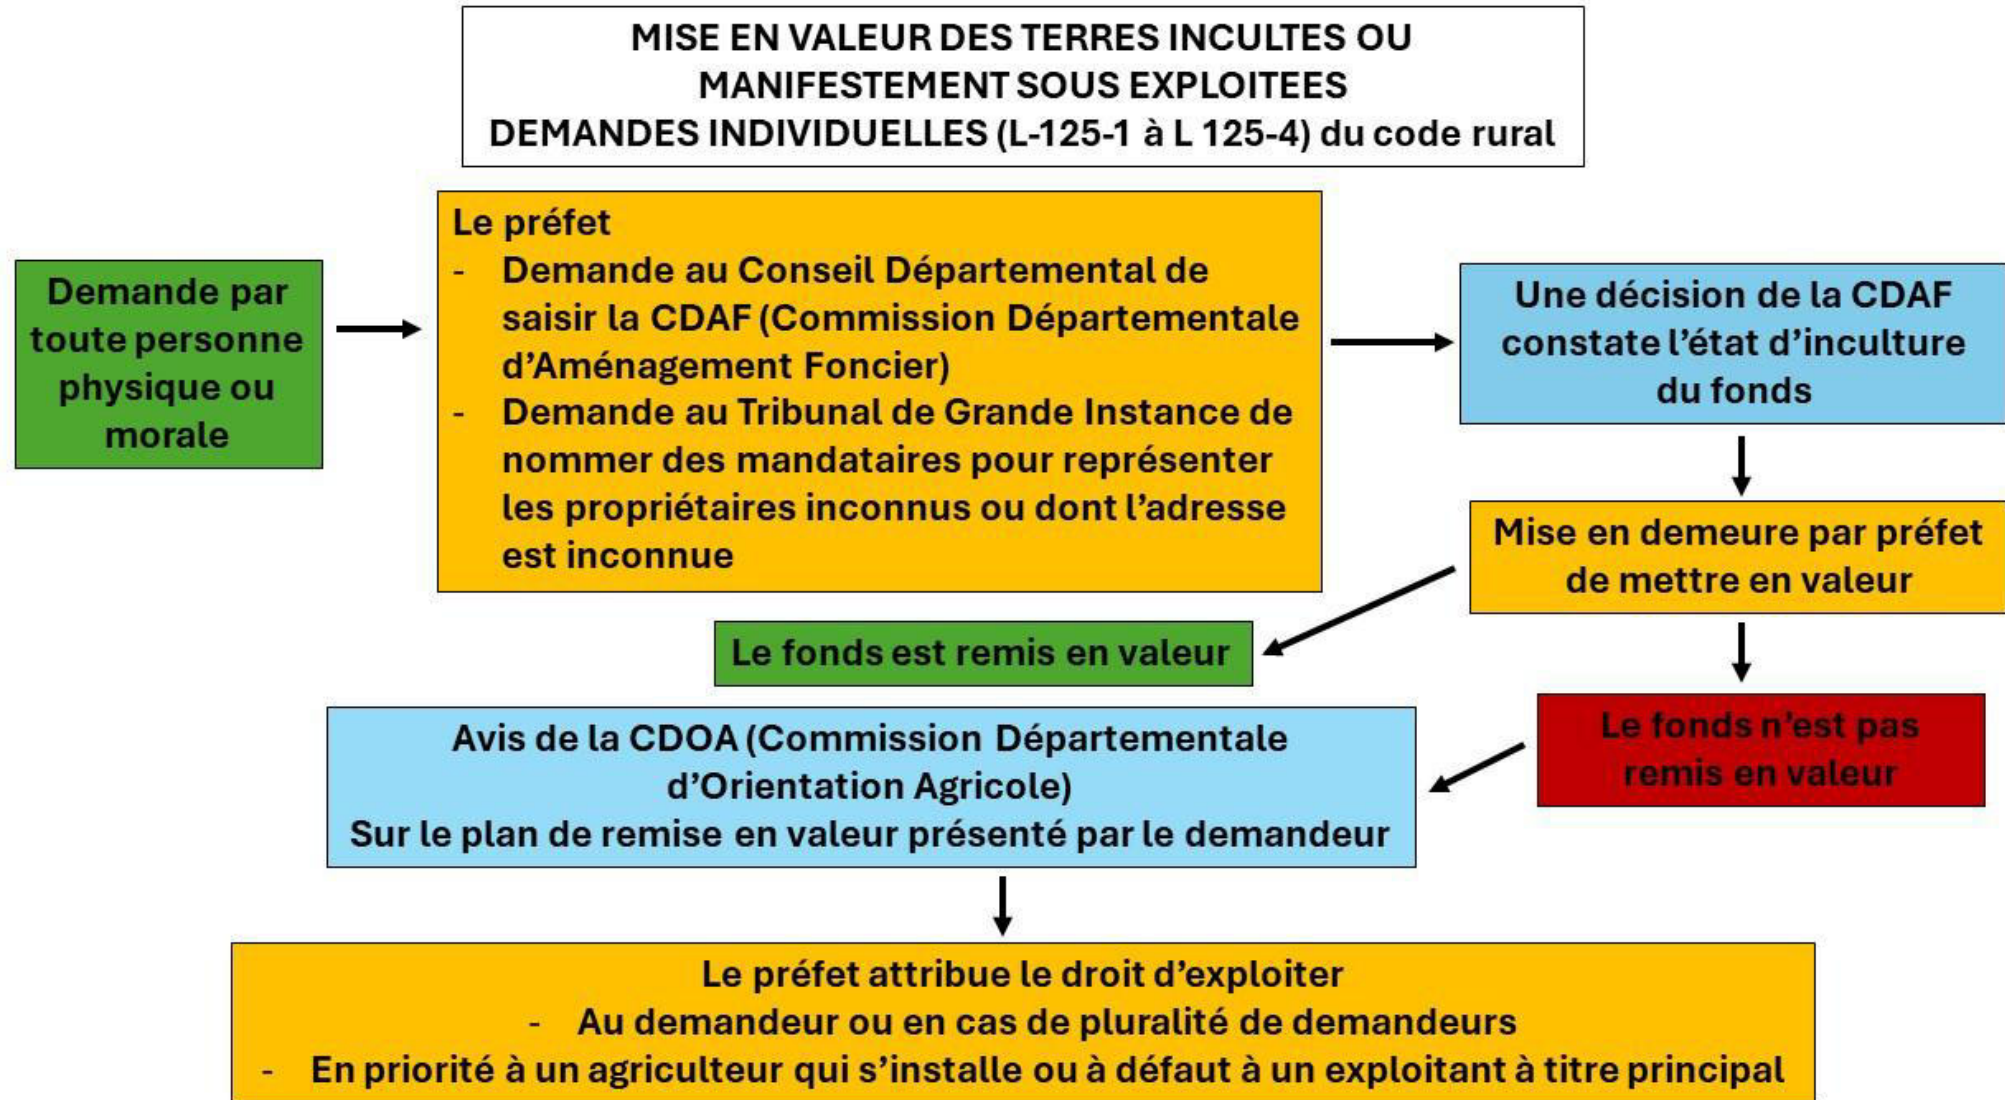 MISE EN VALEUR DES TERRES INCULTES OU
MANIFESTEMENT SOUS EXPLOITEES
DEMANDES INDIVIDUELLES (L-125-1 à L 125-4) du code rural
Demande par
toute personne
physique ou
morale
Le préfet
- Demande au Conseil Départemental de
saisir la CDAF (Commission Départementale
d’Aménagement Foncier)
- Demande au Tribunal de Grande Instance de
nommer des mandataires pour représenter
les propriétaires inconnus ou dont l’adresse
est inconnue
Une décision de la CDAF
constate l’état d’inculture
du fonds
Mise en demeure par préfet
de mettre en valeur
Le fonds est remis en valeur
Le fonds n’est pas
remis en valeur
Avis de la CDOA (Commission Départementale
d’Orientation Agricole)
Sur le plan de remise en valeur présenté par le demandeur
Le préfet attribue le droit d’exploiter
- Au demandeur ou en cas de pluralité de demandeurs
- En priorité à un agriculteur qui s’installe ou à défaut à un exploitant à titre principal